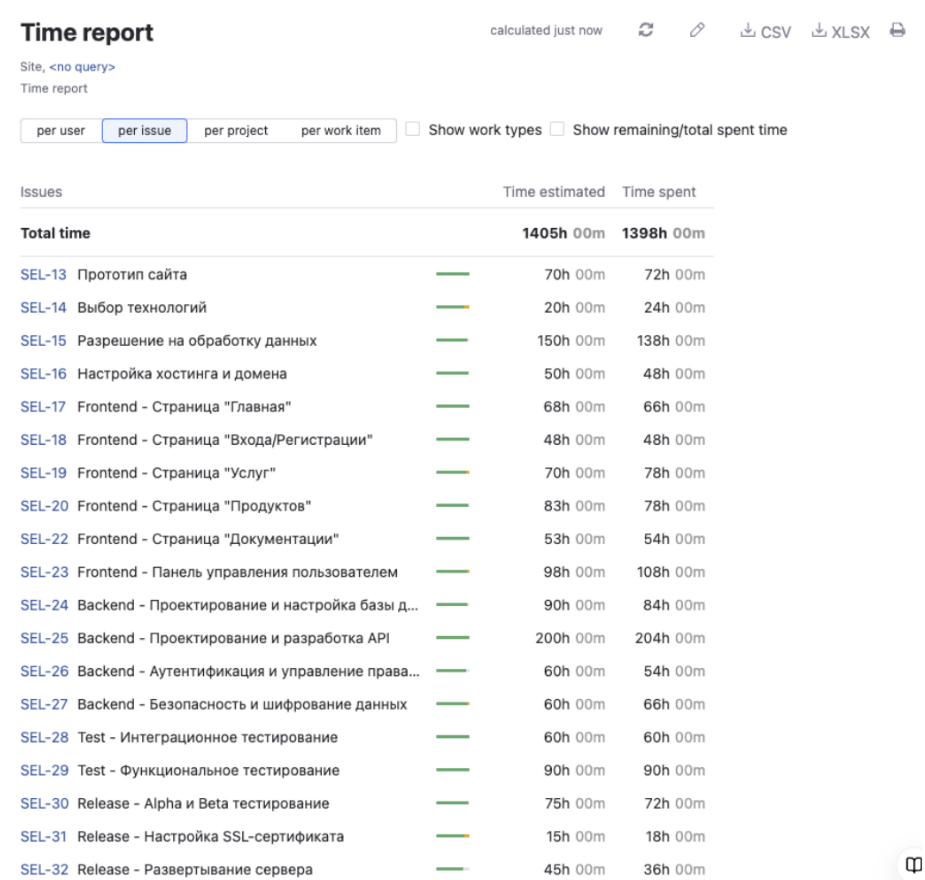 Time report
calculated just now
CSV
XLSX
Site, <no query>
Time report
per user per issue per project per work item Show work types Show remaining/total spent time
Issues Time estimated Time spent
Total time 1405h 00m 1398h 00m
SEL-13 Прототип сайта 70h 00m 72h 00m
SEL-14 Выбор технологий 20h 00m 24h 00m
SEL-15 Разрешение на обработку данных 150h 00m 138h 00m
SEL-16 Настройка хостинга и домена 50h 00m 48h 00m
SEL-17 Frontend - Страница "Главная" 68h 00m 66h 00m
SEL-18 Frontend - Страница "Входа/Регистрации" 48h 00m 48h 00m
SEL-19 Frontend - Страница "Услуг" 70h 00m 78h 00m
SEL-20 Frontend - Страница "Продуктов" 83h 00m 78h 00m
SEL-22 Frontend - Страница "Документации" 53h 00m 54h 00m
SEL-23 Frontend - Панель управления пользователем 98h 00m 108h 00m
SEL-24 Backend - Проектирование и настройка базы д... 90h 00m 84h 00m
SEL-25 Backend - Проектирование и разработка API 200h 00m 204h 00m
SEL-26 Backend - Аутентификация и управление права... 60h 00m 54h 00m
SEL-27 Backend - Безопасность и шифрование данных 60h 00m 66h 00m
SEL-28 Test - Интеграционное тестирование 60h 00m 60h 00m
SEL-29 Test - Функциональное тестирование 90h 00m 90h 00m
SEL-30 Release - Alpha и Beta тестирование 75h 00m 72h 00m
SEL-31 Release - Настройка SSL-сертификата 15h 00m 18h 00m
SEL-32 Release - Развертывание сервера 45h 00m 36h 00m